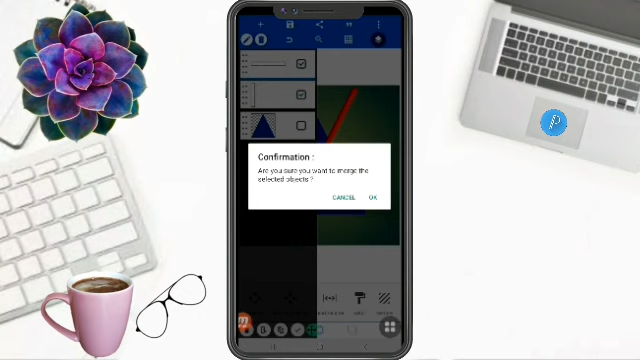 Confirmation :
Are you sure you want to merge the
selected objects ?
CANCEL OK